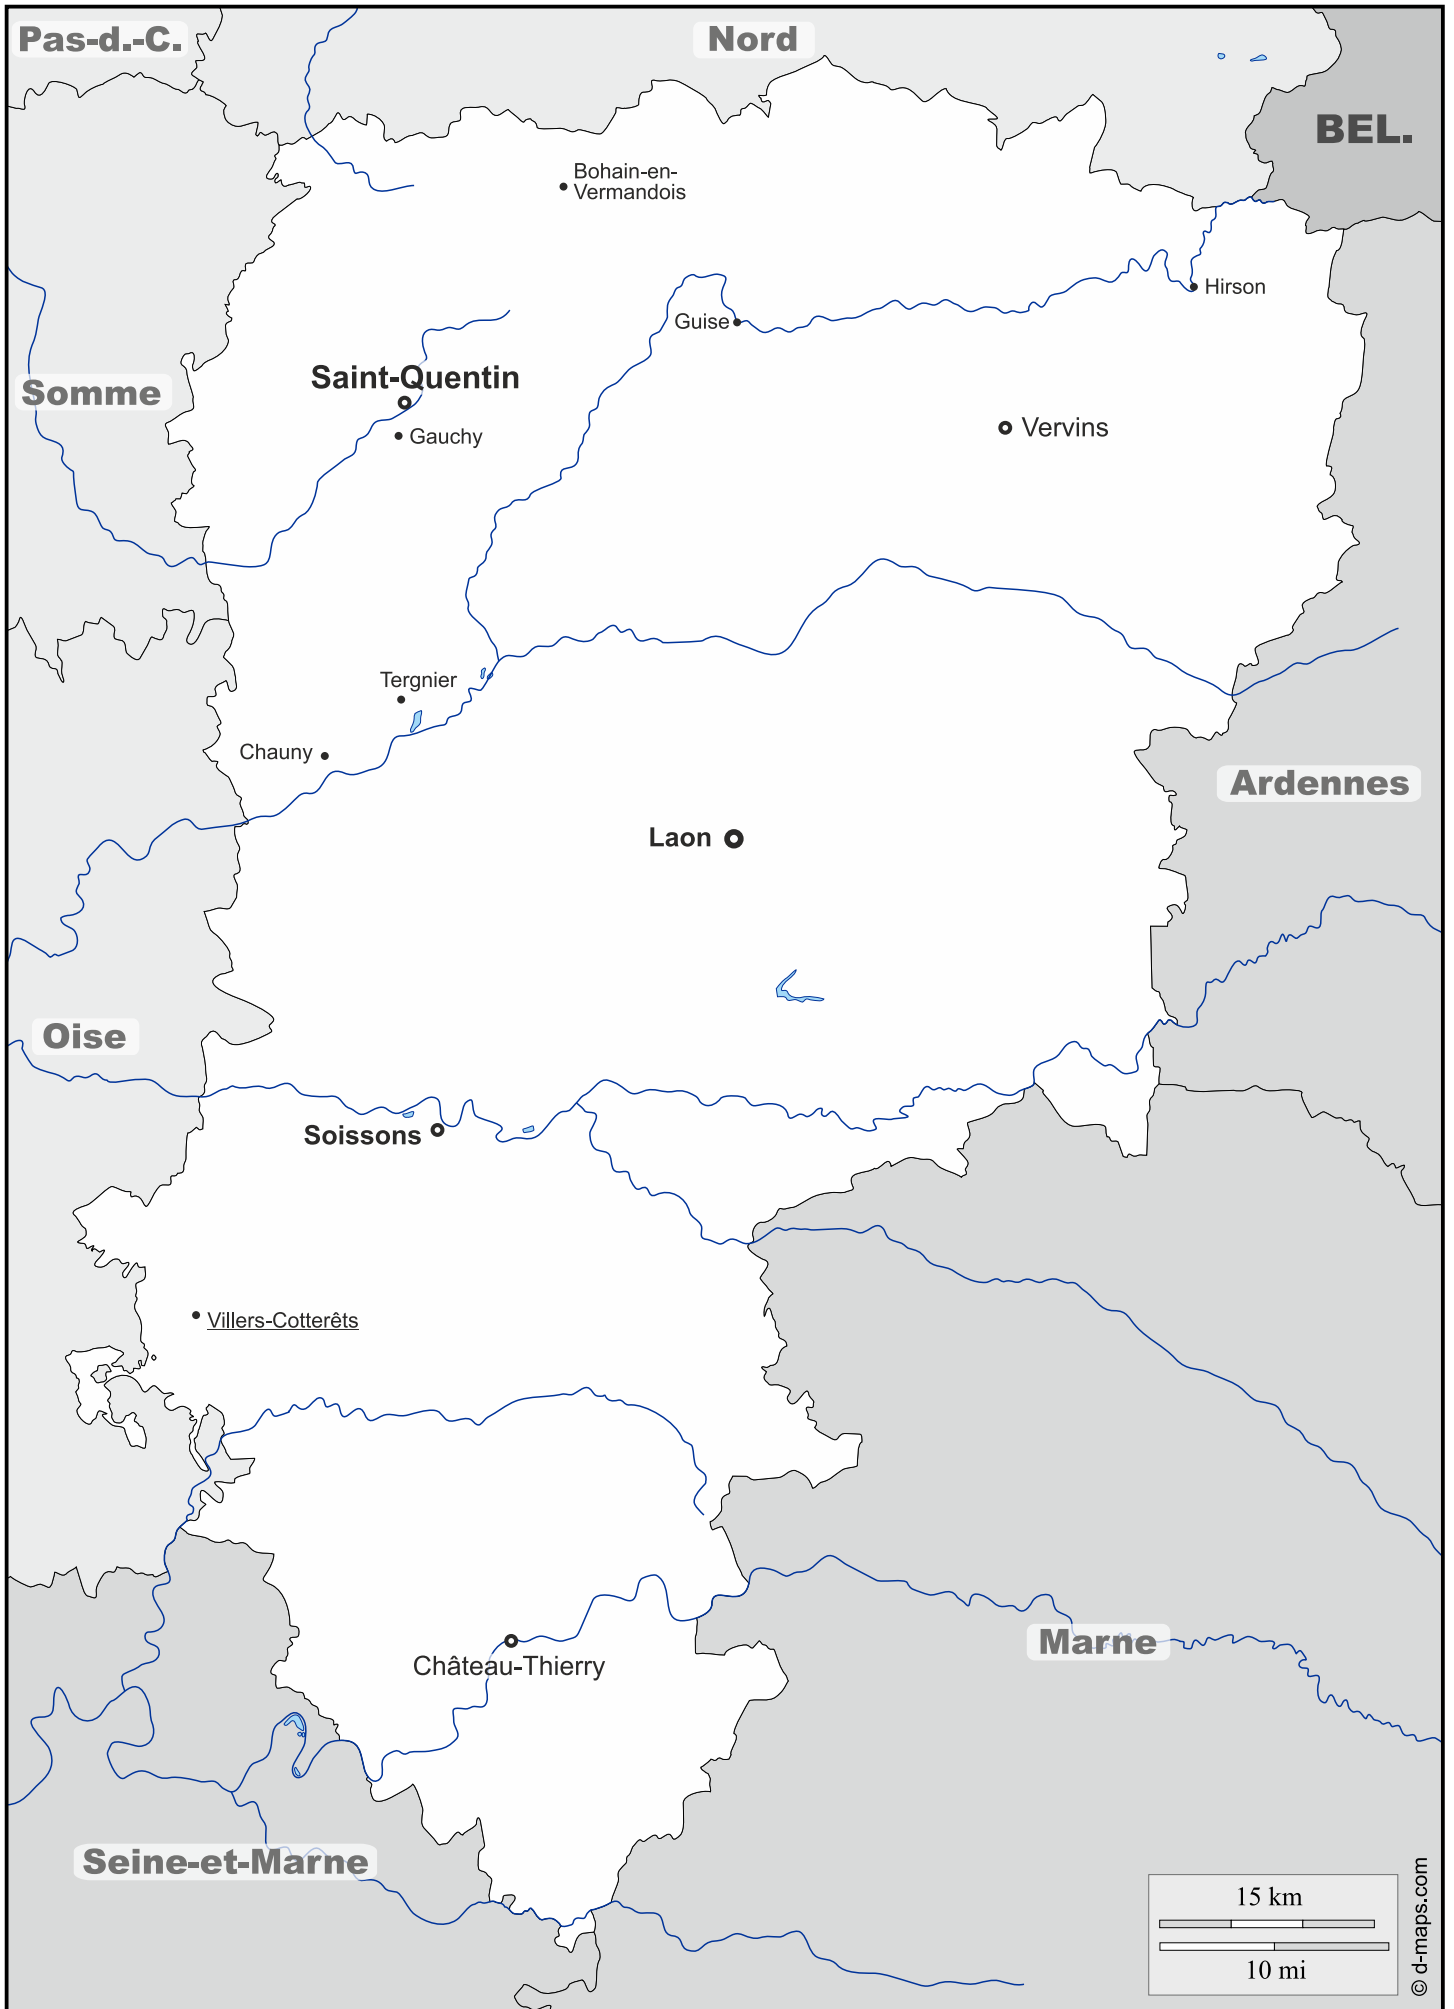 Pas-d.-C.
Nord
BEL.
Bohain-en-
Vermandois
Hirson
Guise
Saint-Quentin
Somme
Gauchy
Vervins
Tergnier
Chauny
Ardennes
Laon
Oise
Soissons
Villers-Cotterêts
Marne
Château-Thierry
Seine-et-Marne
15 km
10 mi
© d-maps.com